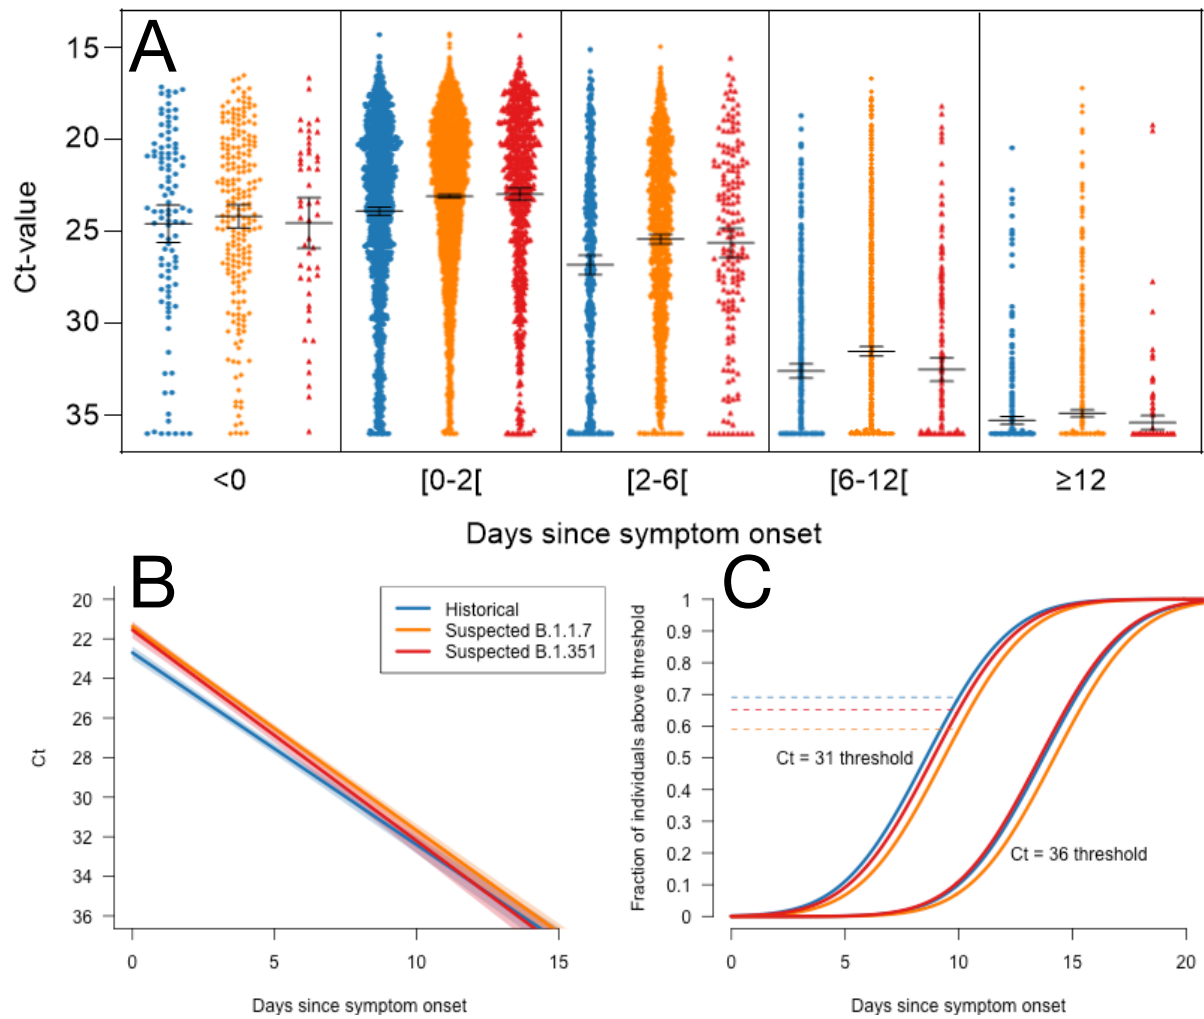 A
Ct-value
15
20
25
30
35
<0
[0-2[
[2-6[
[6-12[
≥12
Days since symptom onset
B
Ct
20
22
24
26
28
30
32
34
36
0
5
10
15
Days since symptom onset
Historical
Suspected B.1.1.7
Suspected B.1.351
C
Fraction of individuals above threshold
1
0.9
0.8
0.7
0.6
0.5
0.4
0.3
0.2
0.1
0
Ct = 31 threshold
Ct = 36 threshold
0
5
10
15
20
Days since symptom onset